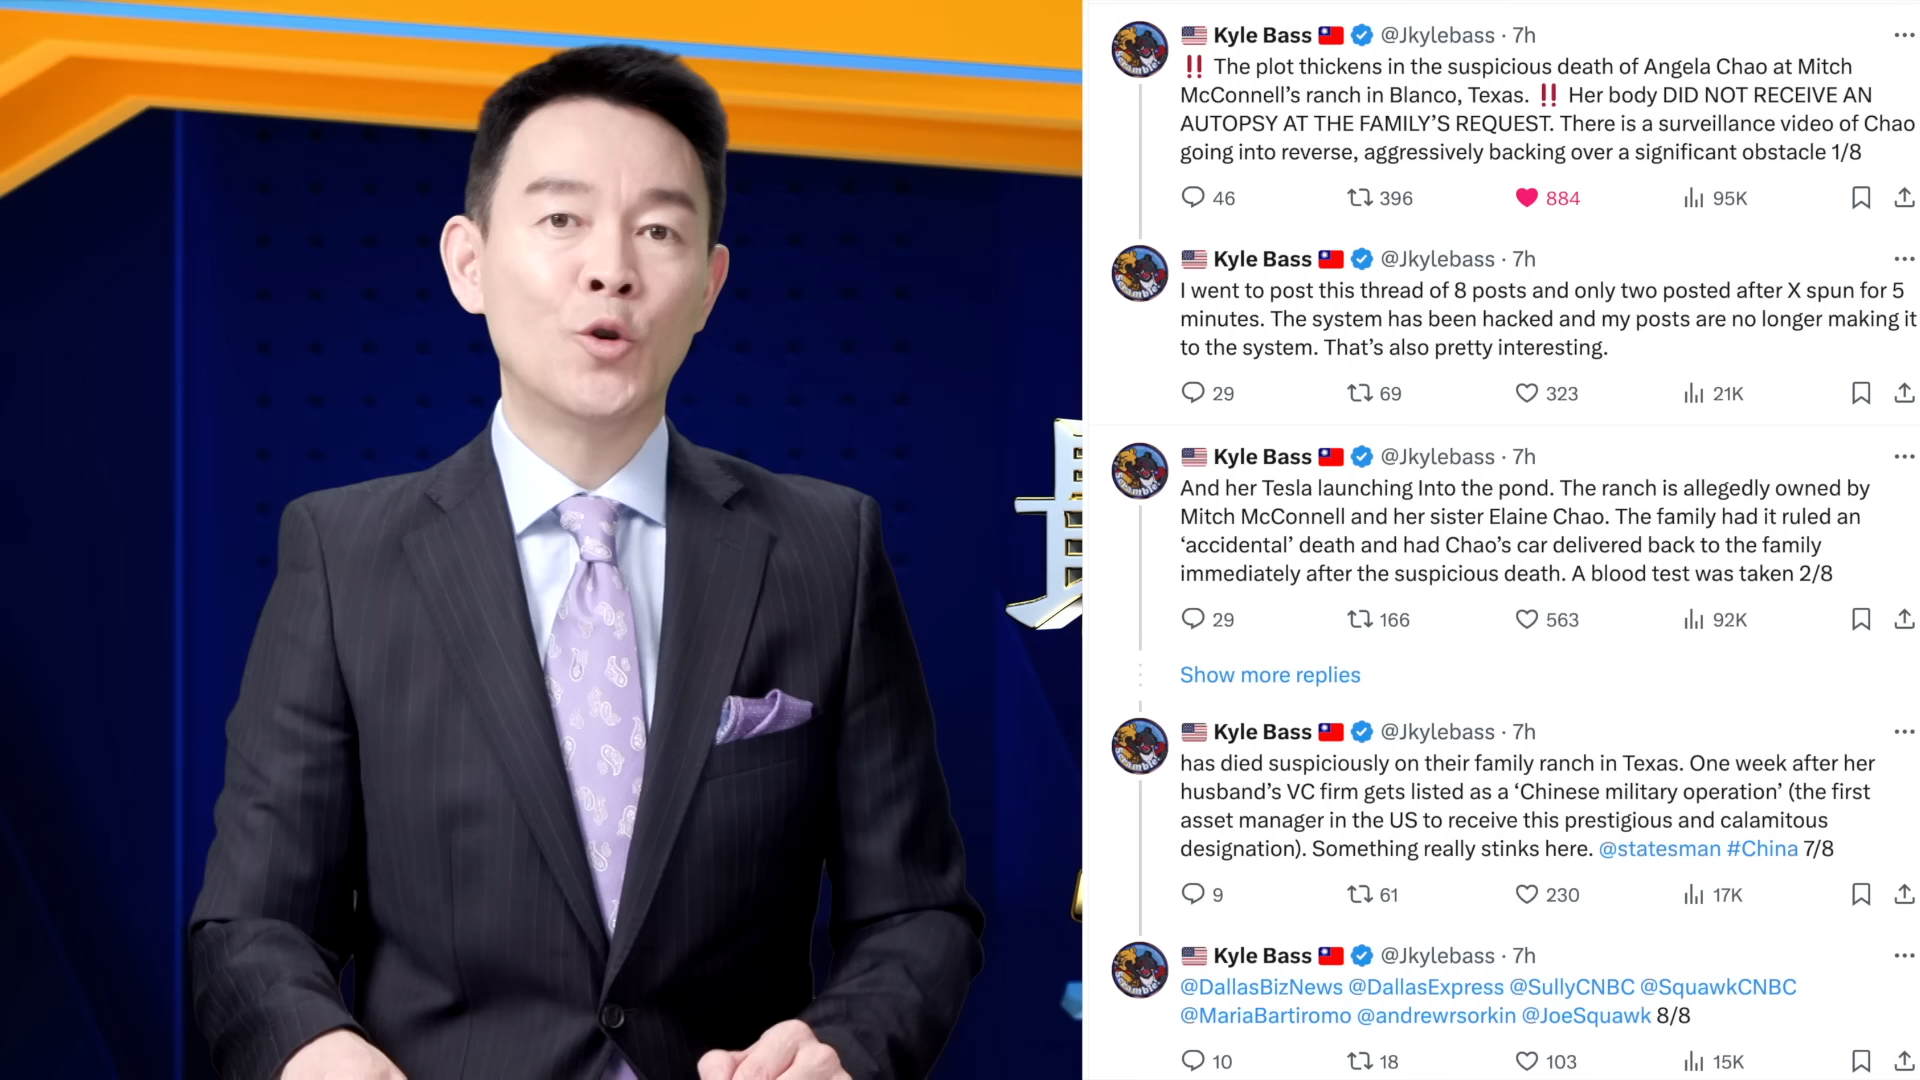 Kyle Bass @Jkylebass · 7h
‼️ The plot thickens in the suspicious death of Angela Chao at Mitch
McConnell’s ranch in Blanco, Texas. ‼️ Her body DID NOT RECEIVE AN
AUTOPSY AT THE FAMILY’S REQUEST. There is a surveillance video of Chao
going into reverse, aggressively backing over a significant obstacle 1/8
46 396 884 95K
Kyle Bass @Jkylebass · 7h
I went to post this thread of 8 posts and only two posted after X spun for 5
minutes. The system has been hacked and my posts are no longer making it
to the system. That’s also pretty interesting.
29 69 323 21K
Kyle Bass @Jkylebass · 7h
And her Tesla launching Into the pond. The ranch is allegedly owned by
Mitch McConnell and her sister Elaine Chao. The family had it ruled an
‘accidental’ death and had Chao’s car delivered back to the family
immediately after the suspicious death. A blood test was taken 2/8
29 166 563 92K
Show more replies
Kyle Bass @Jkylebass · 7h
has died suspiciously on their family ranch in Texas. One week after her
husband’s VC firm gets listed as a ‘Chinese military operation’ (the first
asset manager in the US to receive this prestigious and calamitous
designation). Something really stinks here. @statesman #China 7/8
9 61 230 17K
Kyle Bass @Jkylebass · 7h
@DallasBizNews @DallasExpress @SullyCNBC @SquawkCNBC
@MariaBartiromo @andrewrsorkin @JoeSquawk 8/8
10 18 103 15K